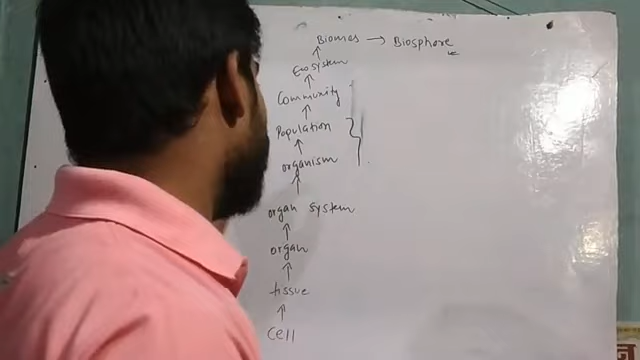 Biomes → Biosphere
↑
Ecosystem
↑
Community
↑
Population
↑
organism
↑
organ system
↑
organ
↑
tissue
↑
Cell